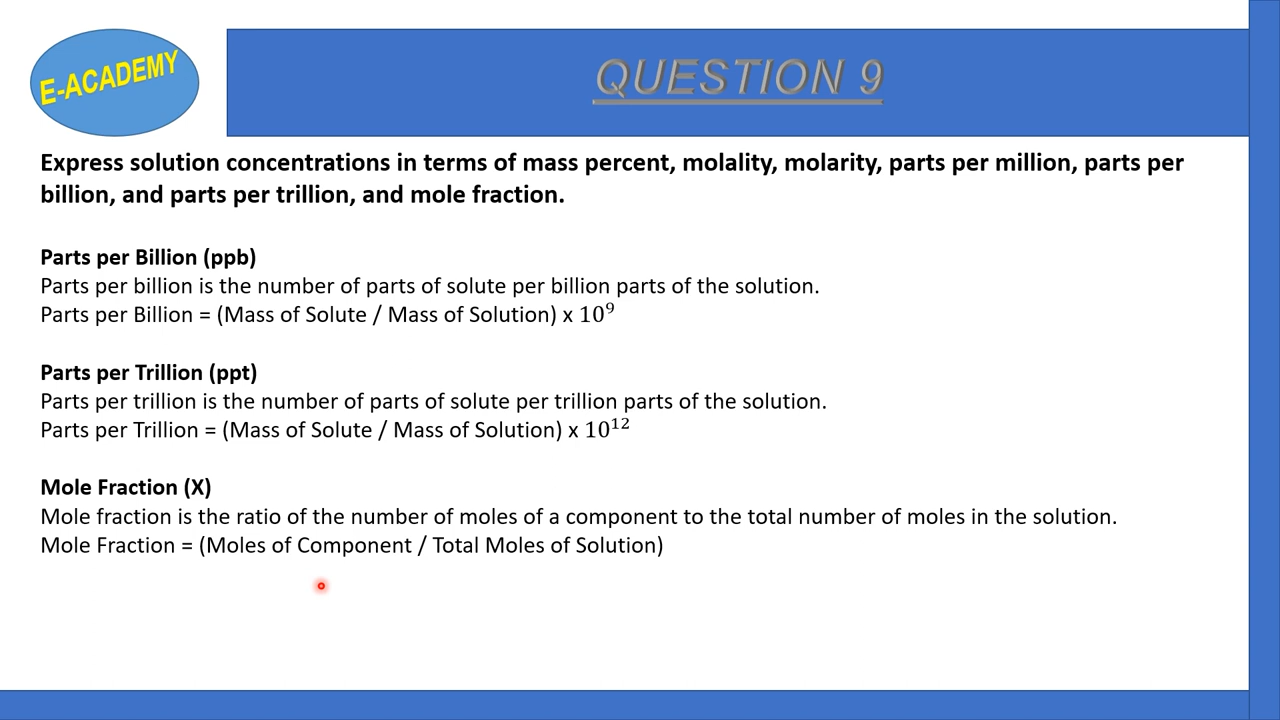 E-ACADEMY
QUESTION 9
Express solution concentrations in terms of mass percent, molality, molarity, parts per million, parts per
billion, and parts per trillion, and mole fraction.
Parts per Billion (ppb)
Parts per billion is the number of parts of solute per billion parts of the solution.
Parts per Billion = (Mass of Solute / Mass of Solution) x 10⁹
Parts per Trillion (ppt)
Parts per trillion is the number of parts of solute per trillion parts of the solution.
Parts per Trillion = (Mass of Solute / Mass of Solution) x 10¹²
Mole Fraction (X)
Mole fraction is the ratio of the number of moles of a component to the total number of moles in the solution.
Mole Fraction = (Moles of Component / Total Moles of Solution)